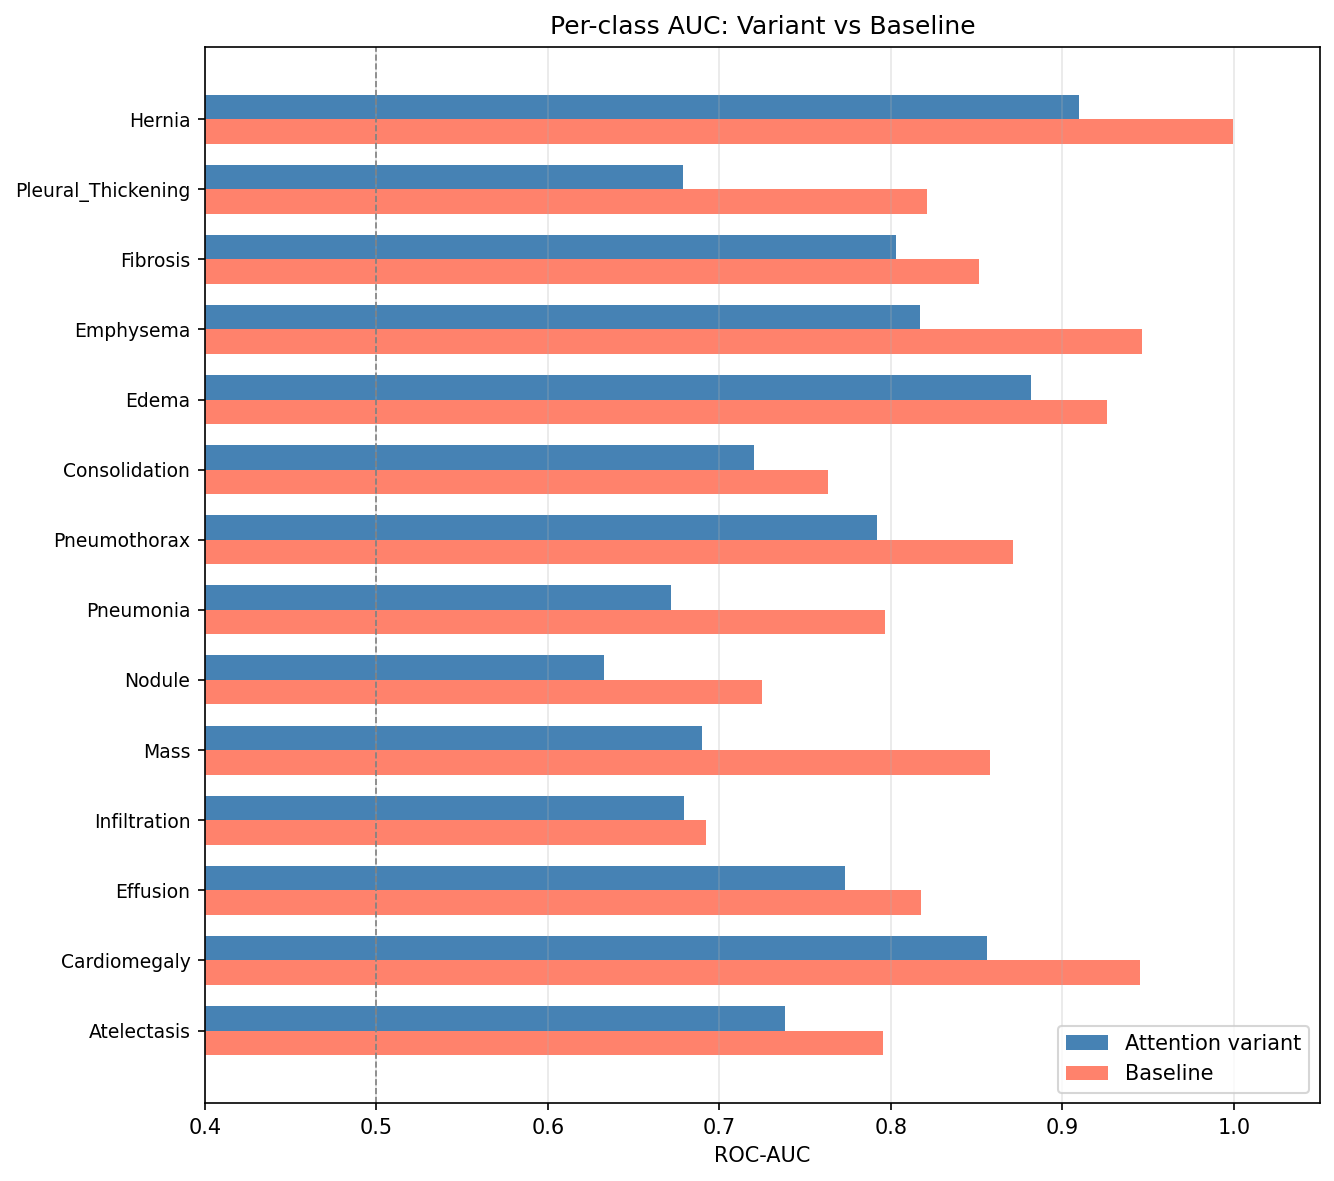 Per-class AUC: Variant vs Baseline
Hernia
Pleural_Thickening
Fibrosis
Emphysema
Edema
Consolidation
Pneumothorax
Pneumonia
Nodule
Mass
Infiltration
Effusion
Cardiomegaly
Atelectasis
Attention variant
Baseline
0.4 0.5 0.6 0.7 0.8 0.9 1.0
ROC-AUC